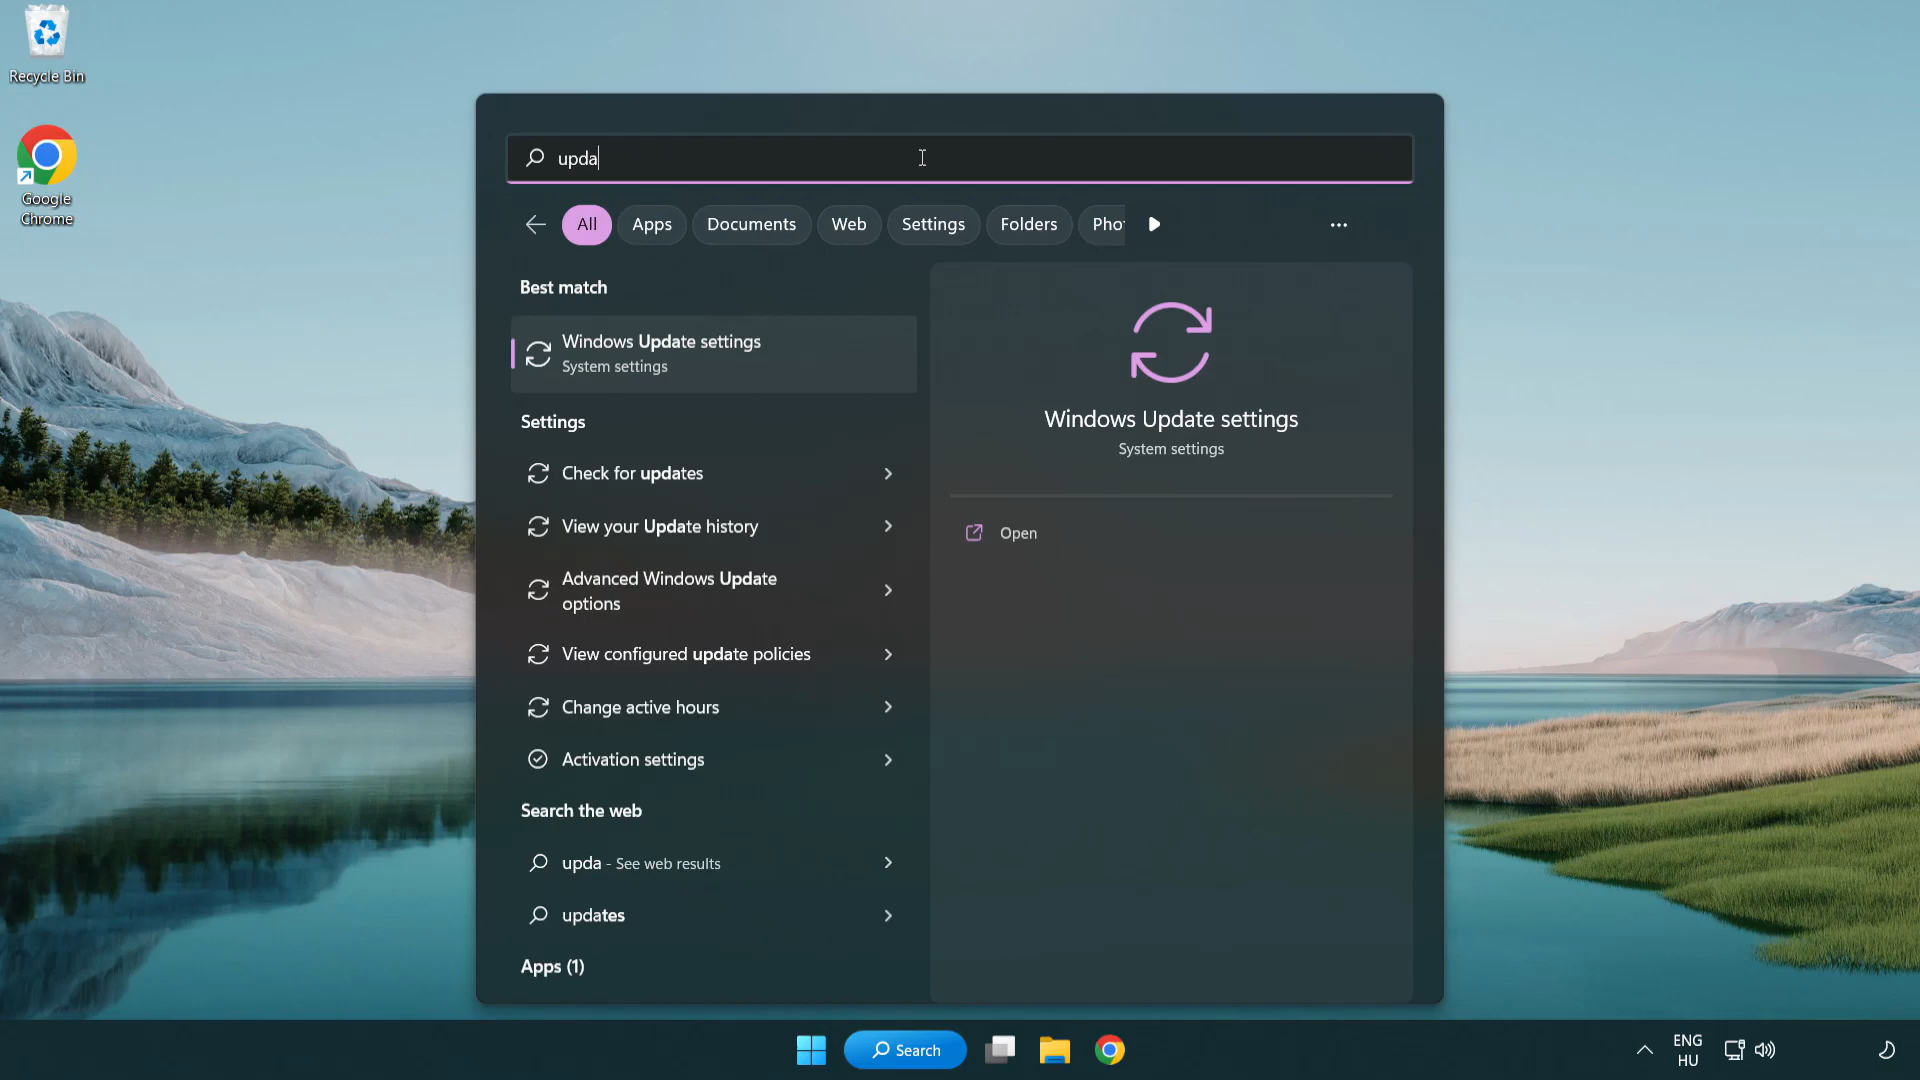 Recycle Bin
Google
Chrome
upda
All
Apps
Documents
Web
Settings
Folders
Pho
Best match
Windows Update settings
System settings
Settings
Check for updates
View your Update history
Advanced Windows Update
options
View configured update policies
Change active hours
Activation settings
Search the web
upda - See web results
updates
Apps (1)
Windows Update settings
System settings
Open
Search
ENG
HU